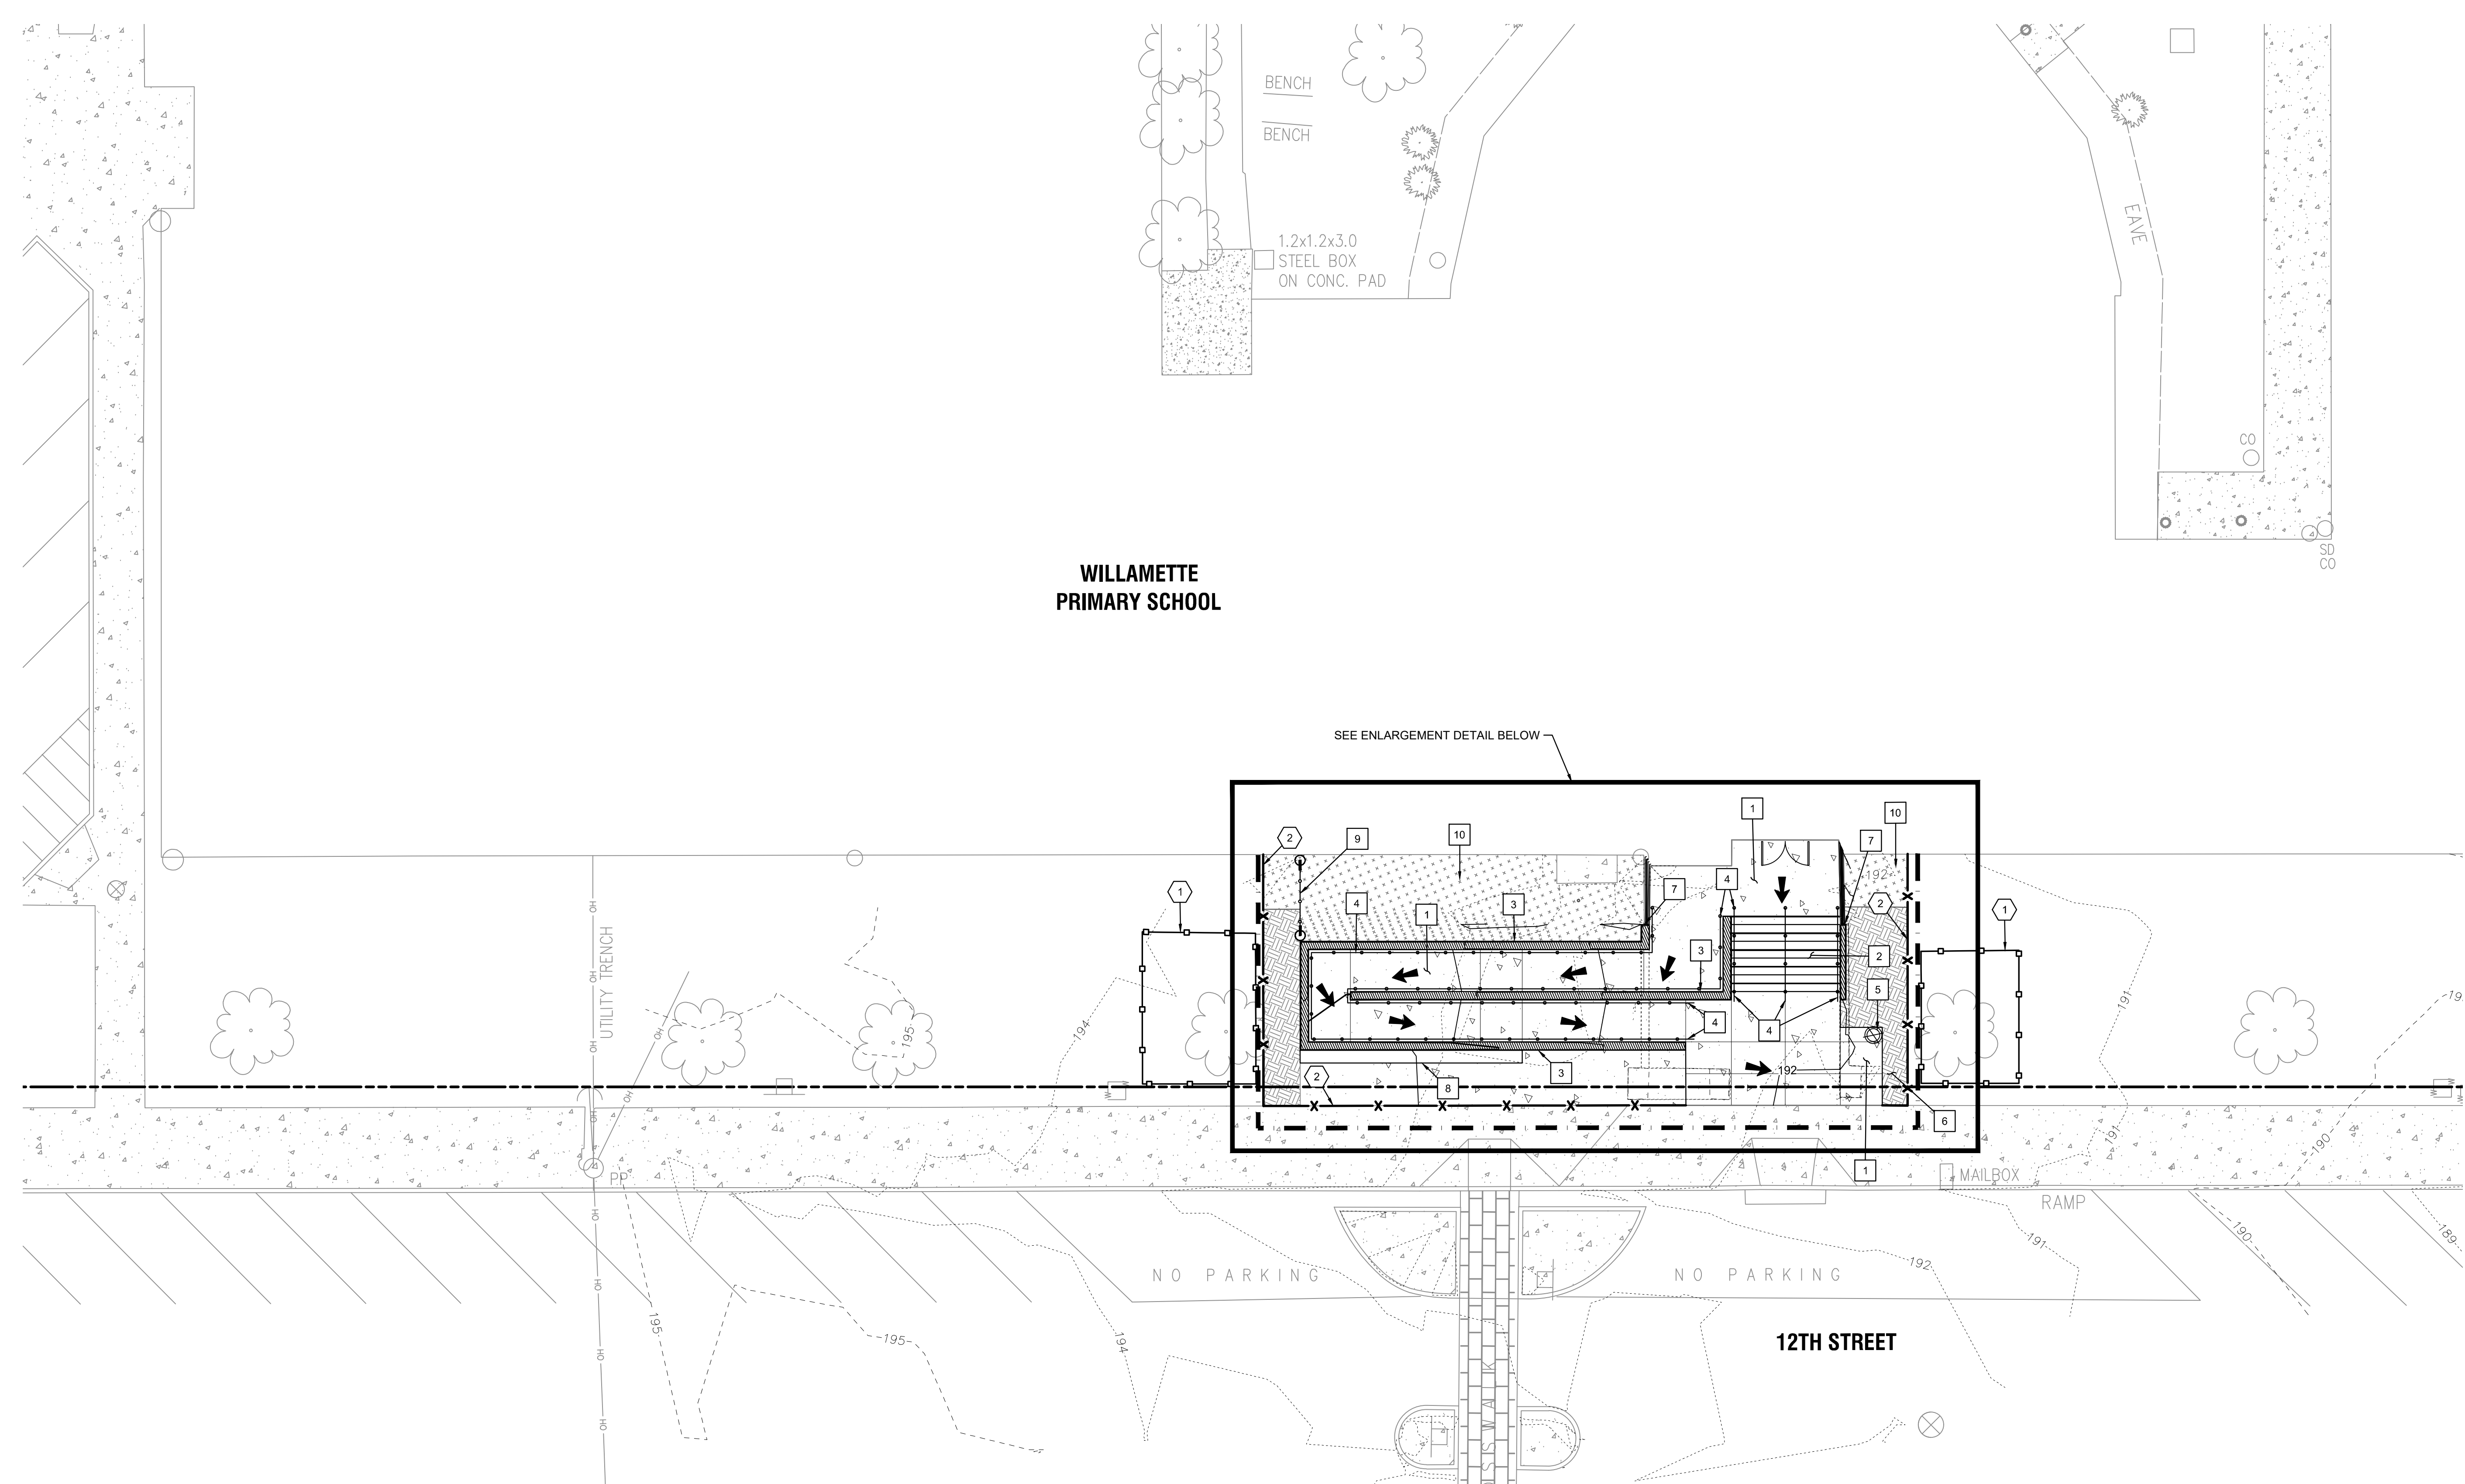 BENCH
BENCH
1.2x1.2x3.0
STEEL BOX
ON CONC. PAD
EAVE
CO
SD
CO
WILLAMETTE
PRIMARY SCHOOL
SEE ENLARGEMENT DETAIL BELOW
1
10
2
9
10
7
192
1
4
1
3
7
4
2
1
3
2
5
4
4
3
8
2
192
6
1
UTILITY TRENCH
OH
OH
OH
OH
OH
OH
OH
OH
OH
PP
195
194
191
191
190
MAILBOX
RAMP
NO PARKING
NO PARKING
192
191
190
189
195
195
194
12TH STREET